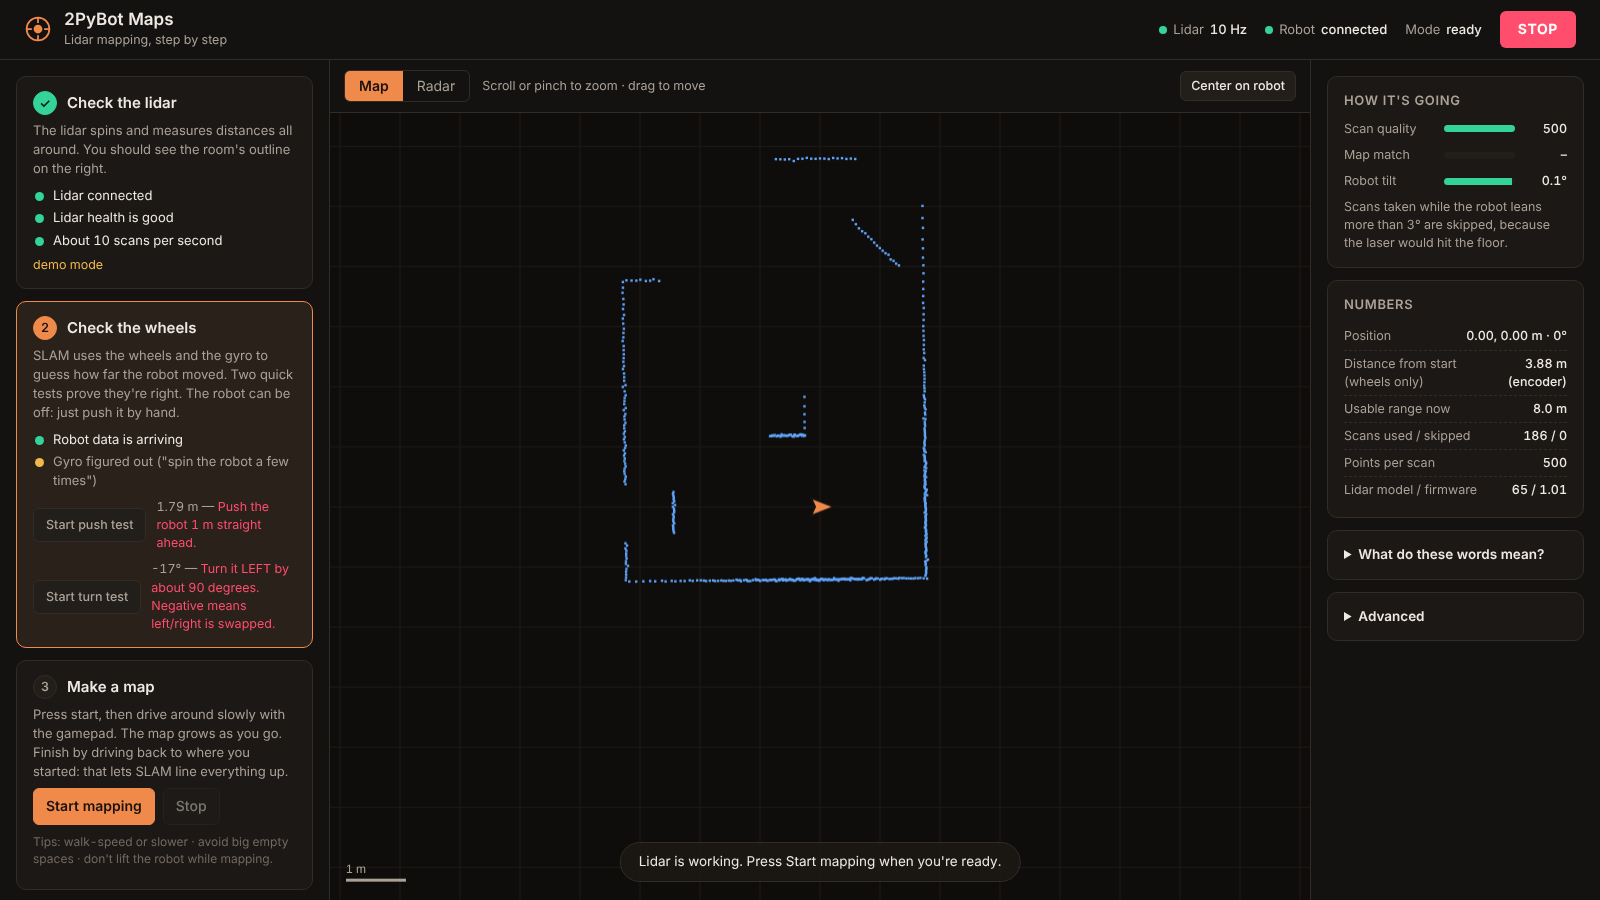 2PyBot Maps
Lidar mapping, step by step
Lidar 10 Hz
Robot connected
Mode ready
STOP
Check the lidar
The lidar spins and measures distances all
around. You should see the room's outline
on the right.
Lidar connected
Lidar health is good
About 10 scans per second
demo mode
2 Check the wheels
SLAM uses the wheels and the gyro to
guess how far the robot moved. Two quick
tests prove they're right. The robot can be
off: just push it by hand.
Robot data is arriving
Gyro figured out ("spin the robot a few
times")
Start push test
1.79 m — Push the
robot 1 m straight
ahead.
Start turn test
-17° — Turn it LEFT by
about 90 degrees.
Negative means
left/right is swapped.
3 Make a map
Press start, then drive around slowly with
the gamepad. The map grows as you go.
Finish by driving back to where you
started: that lets SLAM line everything up.
Start mapping
Stop
Tips: walk-speed or slower · avoid big empty
spaces · don't lift the robot while mapping.
Map
Radar
Scroll or pinch to zoom · drag to move
Center on robot
1 m
Lidar is working. Press Start mapping when you're ready.
HOW IT'S GOING
Scan quality 500
Map match –
Robot tilt 0.1°
Scans taken while the robot leans
more than 3° are skipped, because
the laser would hit the floor.
NUMBERS
Position 0.00, 0.00 m · 0°
Distance from start 3.88 m
(wheels only) (encoder)
Usable range now 8.0 m
Scans used / skipped 186 / 0
Points per scan 500
Lidar model / firmware 65 / 1.01
What do these words mean?
Advanced